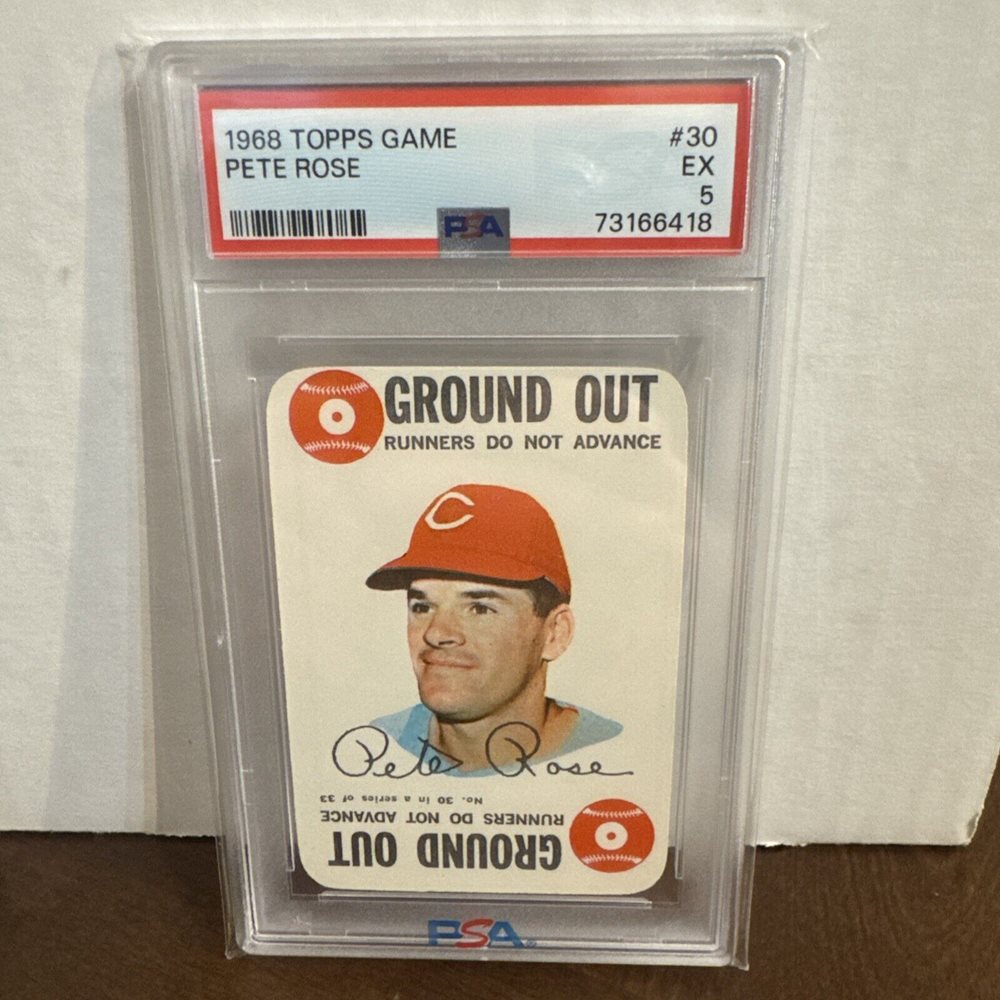 1968 TOPPS GAME #30
PETE ROSE EX
5
PSA 73166418
GROUND OUT
RUNNERS DO NOT ADVANCE
C
Pete Rose
No. 30 in a series of 33
RUNNERS DO NOT ADVANCE
GROUND OUT
PSA